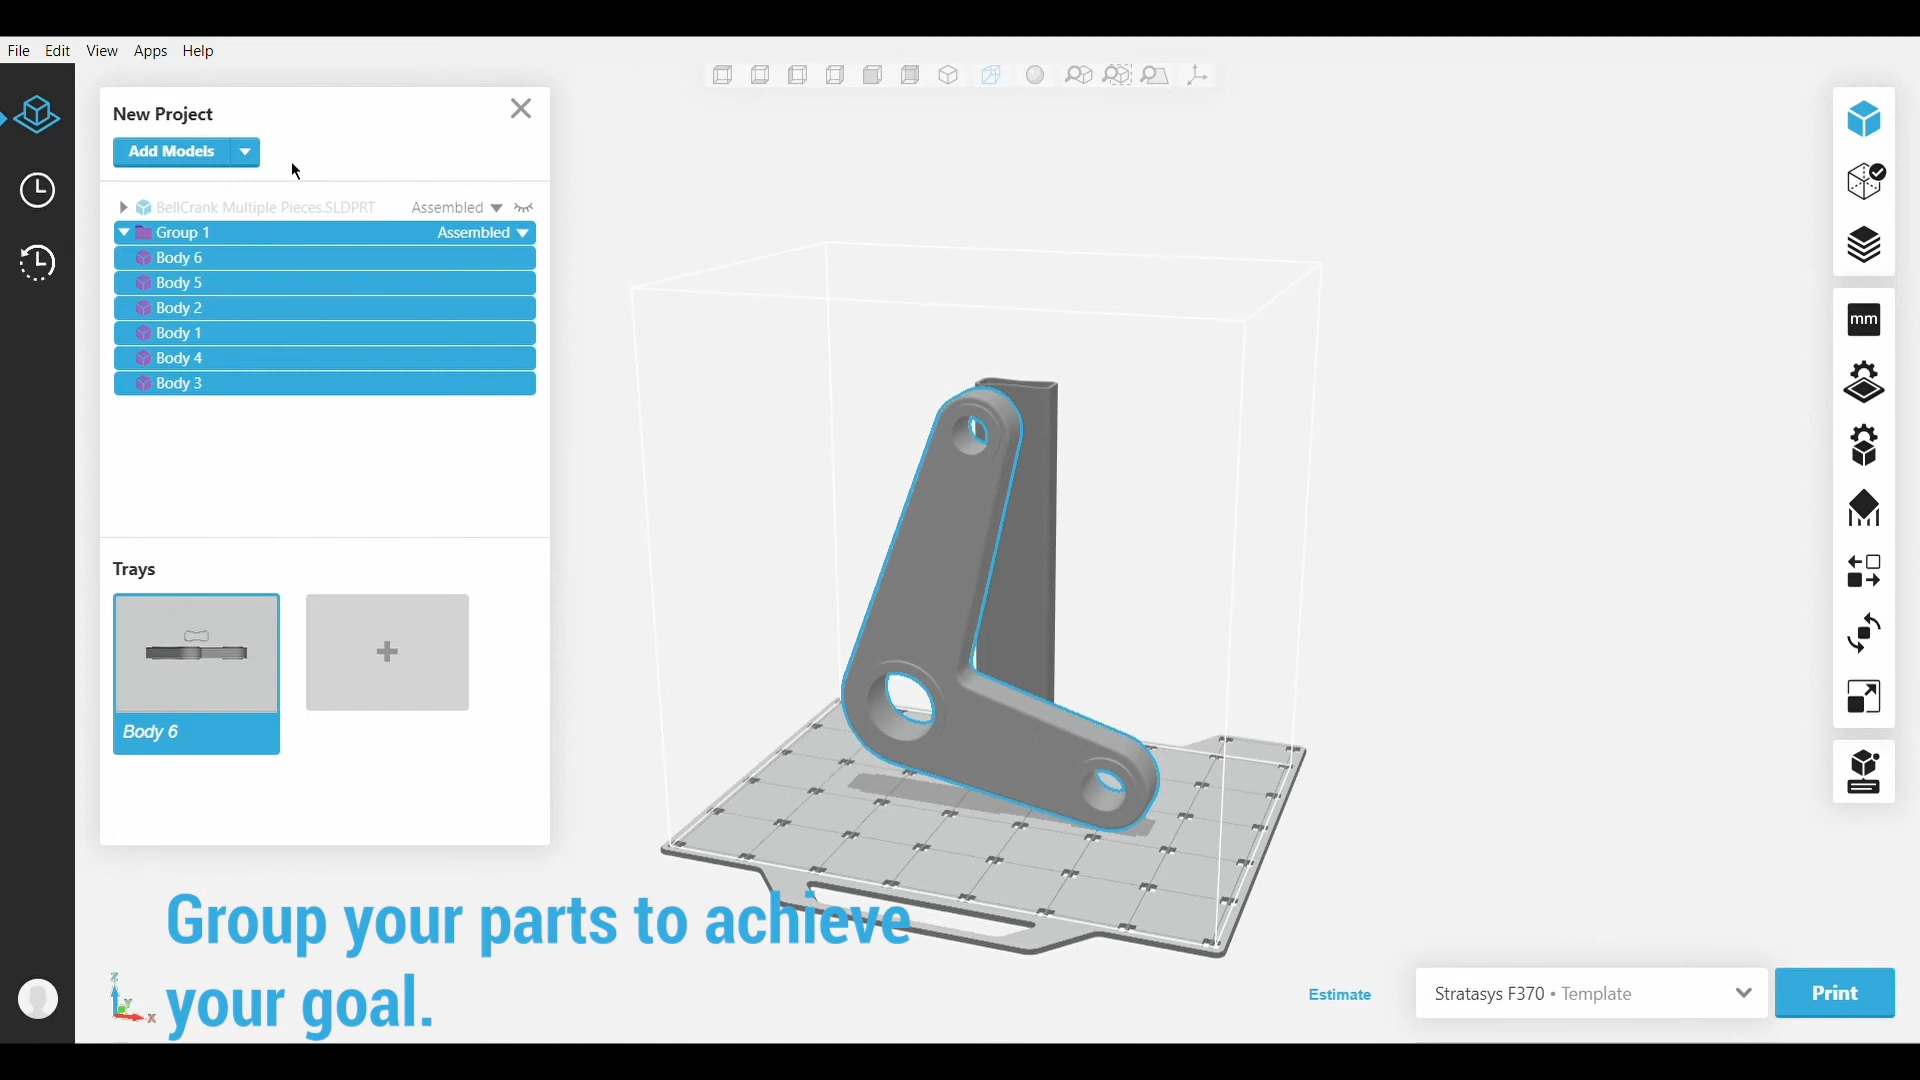 File Edit View Apps Help
New Project
Add Models
BellCrank Multiple Pieces.SLDPRT Assembled
Group 1 Assembled
Body 6
Body 5
Body 2
Body 1
Body 4
Body 3
mm
Trays
Body 6
Group your parts to achieve
your goal.
Z
Y
X
Estimate
Stratasys F370 • Template
Print